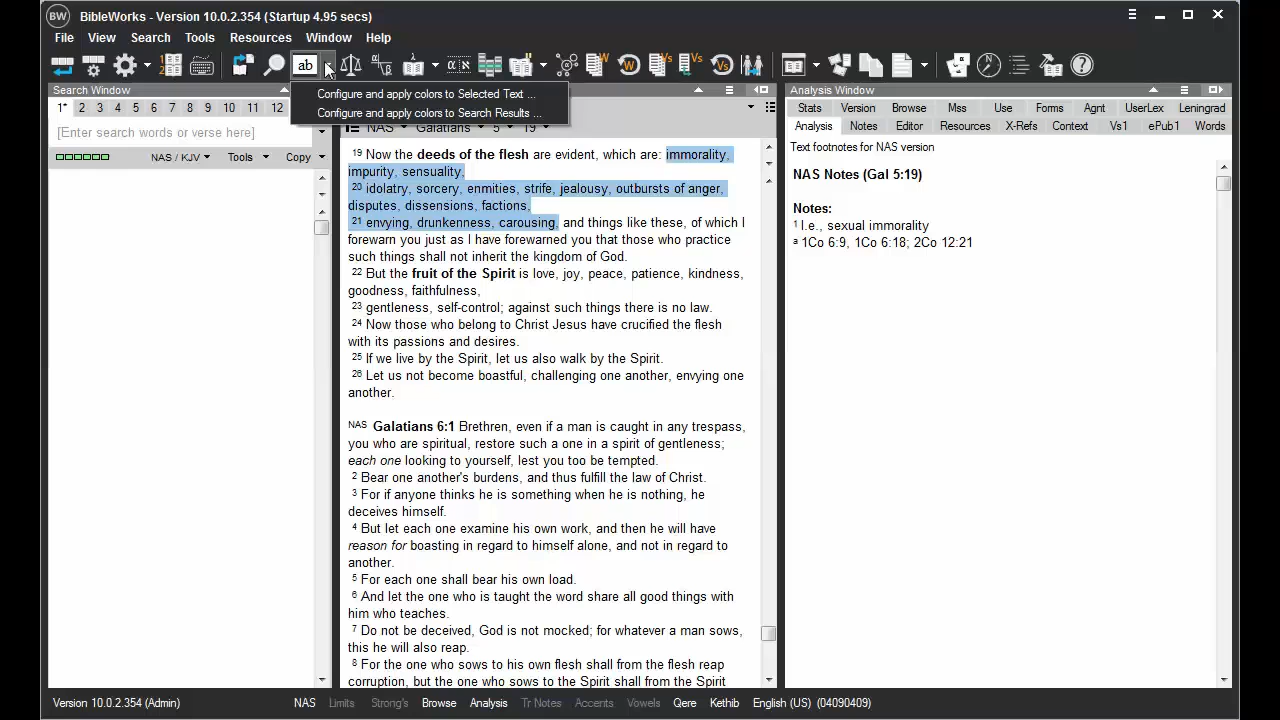 BW BibleWorks - Version 10.0.2.354 (Startup 4.95 secs)
File View Search Tools Resources Window Help
ab
Configure and apply colors to Selected Text ...
Configure and apply colors to Search Results ...
Search Window
1* 2 3 4 5 6 7 8 9 10 11 12
[Enter search words or verse here]
NAS / KJV Tools Copy
NAS Galatians 5 19
19 Now the deeds of the flesh are evident, which are: immorality,
impurity, sensuality,
20 idolatry, sorcery, enmities, strife, jealousy, outbursts of anger,
disputes, dissensions, factions,
21 envying, drunkenness, carousing, and things like these, of which I
forewarn you just as I have forewarned you that those who practice
such things shall not inherit the kingdom of God.
22 But the fruit of the Spirit is love, joy, peace, patience, kindness,
goodness, faithfulness,
23 gentleness, self-control; against such things there is no law.
24 Now those who belong to Christ Jesus have crucified the flesh
with its passions and desires.
25 If we live by the Spirit, let us also walk by the Spirit.
26 Let us not become boastful, challenging one another, envying one
another.
NAS Galatians 6:1 Brethren, even if a man is caught in any trespass,
you who are spiritual, restore such a one in a spirit of gentleness;
each one looking to yourself, lest you too be tempted.
2 Bear one another's burdens, and thus fulfill the law of Christ.
3 For if anyone thinks he is something when he is nothing, he
deceives himself.
4 But let each one examine his own work, and then he will have
reason for boasting in regard to himself alone, and not in regard to
another.
5 For each one shall bear his own load.
6 And let the one who is taught the word share all good things with
him who teaches.
7 Do not be deceived, God is not mocked; for whatever a man sows,
this he will also reap.
8 For the one who sows to his own flesh shall from the flesh reap
corruption, but the one who sows to the Spirit shall from the Spirit
Analysis Window
Stats Version Browse Mss Use Forms Agnt UserLex Leningrad
Analysis Notes Editor Resources X-Refs Context Vs1 ePub1 Words
Text footnotes for NAS version
NAS Notes (Gal 5:19)
Notes:
1 I.e., sexual immorality
a 1Co 6:9, 1Co 6:18; 2Co 12:21
Version 10.0.2.354 (Admin) NAS Limits Strong's Browse Analysis Tr Notes Accents Vowels Qere Kethib English (US) (04090409)